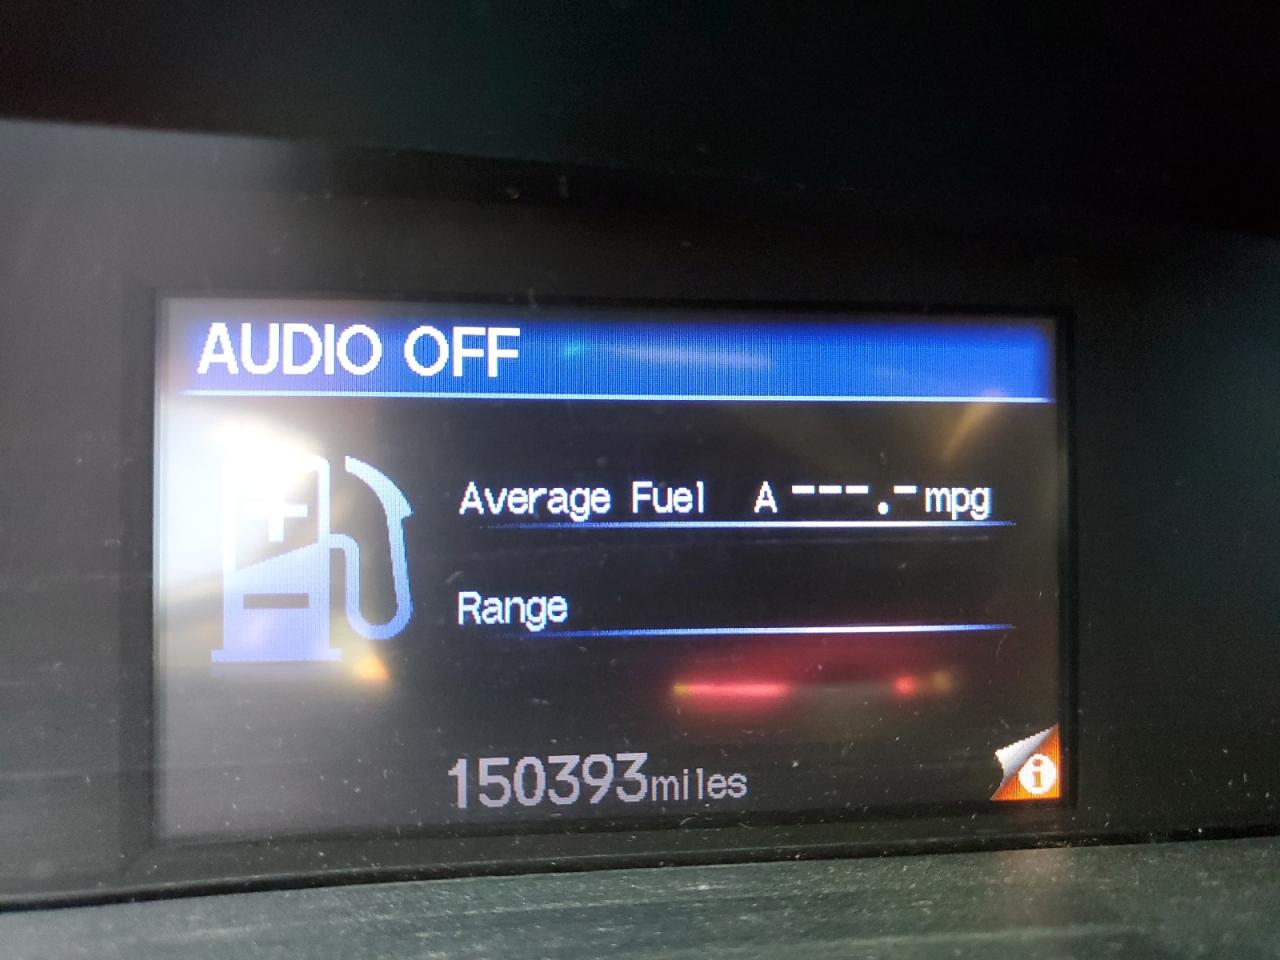 AUDIO OFF
Average Fuel A ---.- mpg
Range
150393miles
i